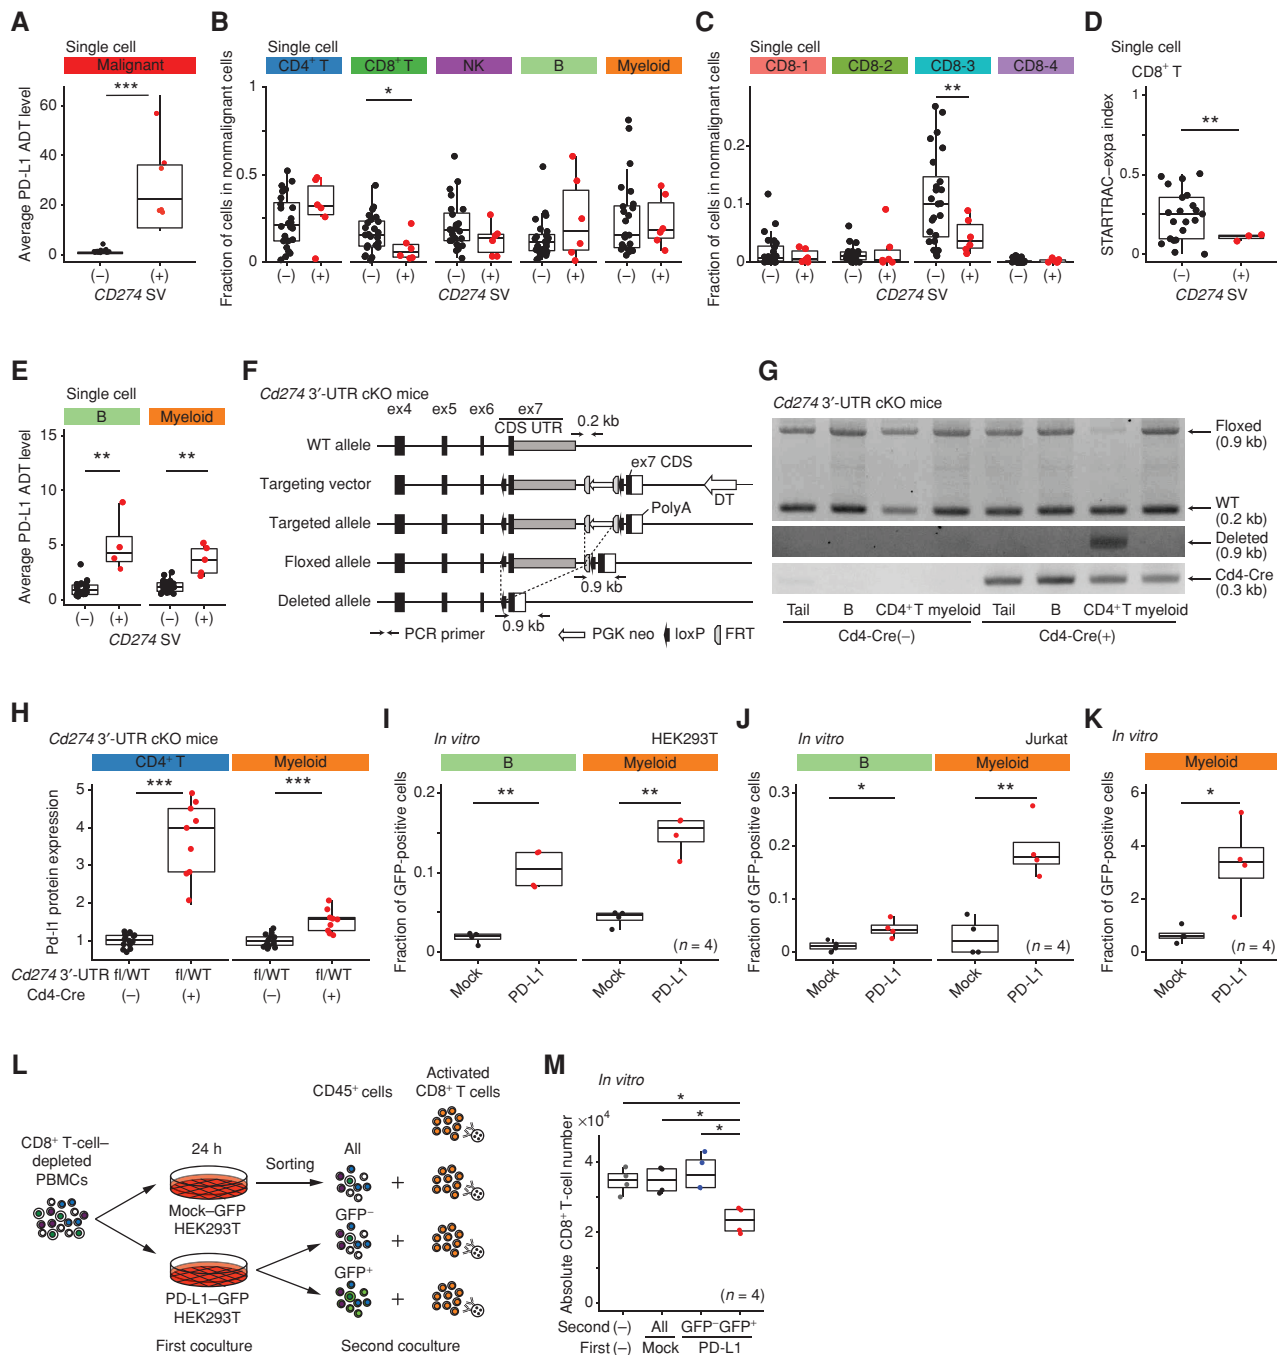 A
Single cell
Malignant
***
60
40
20
0
Average PD-L1 ADT level
(–) (+)
CD274 SV
B
Single cell
CD4⁺ T CD8⁺ T NK B Myeloid
*
1
0.5
0
Fraction of cells in nonmalignant cells
(–) (+) (–) (+) (–) (+) (–) (+) (–) (+)
CD274 SV
C
Single cell
CD8-1 CD8-2 CD8-3 CD8-4
**
0.2
0.1
0
Fraction of cells in nonmalignant cells
(–) (+) (–) (+) (–) (+) (–) (+)
CD274 SV
D
Single cell
CD8⁺ T
**
1
0.5
0
STARTRAC–expa index
(–) (+)
CD274 SV
E
Single cell
B Myeloid
** **
15
10
5
0
Average PD-L1 ADT level
(–) (+) (–) (+)
CD274 SV
F
Cd274 3′-UTR cKO mice
ex4 ex5 ex6 ex7
CDS UTR 0.2 kb
WT allele
ex7 CDS
Targeting vector
DT
PolyA
Targeted allele
Floxed allele
0.9 kb
Deleted allele
0.9 kb
PCR primer PGK neo loxP FRT
G
Cd274 3′-UTR cKO mice
Floxed
(0.9 kb)
WT
(0.2 kb)
Deleted
(0.9 kb)
Cd4-Cre
(0.3 kb)
Tail B CD4⁺T myeloid Tail B CD4⁺T myeloid
Cd4-Cre(–) Cd4-Cre(+)
H
Cd274 3′-UTR cKO mice
CD4⁺ T Myeloid
*** ***
5
4
3
2
1
Pd-l1 protein expression
Cd274 3′-UTR fl/WT fl/WT fl/WT fl/WT
Cd4-Cre (–) (+) (–) (+)
I
In vitro HEK293T
B Myeloid
** **
0.2
0.1
0
Fraction of GFP-positive cells
(n = 4)
Mock PD-L1 Mock PD-L1
J
In vitro Jurkat
B Myeloid
* **
0.3
0.2
0.1
0
Fraction of GFP-positive cells
(n = 4)
Mock PD-L1 Mock PD-L1
K
In vitro
Myeloid
*
6
4
2
0
Fraction of GFP-positive cells
(n = 4)
Mock PD-L1
L
CD45⁺ cells
Activated
CD8⁺ T cells
CD8⁺ T-cell–
depleted
PBMCs
24 h
Sorting
All
+
Mock–GFP
HEK293T
GFP⁻
+
GFP⁺
+
PD-L1–GFP
HEK293T
First coculture Second coculture
M
In vitro
*
*
*
×10⁴
4
2
0
Absolute CD8⁺ T-cell number
(n = 4)
Second (–) All GFP⁻ GFP⁺
First (–) Mock PD-L1